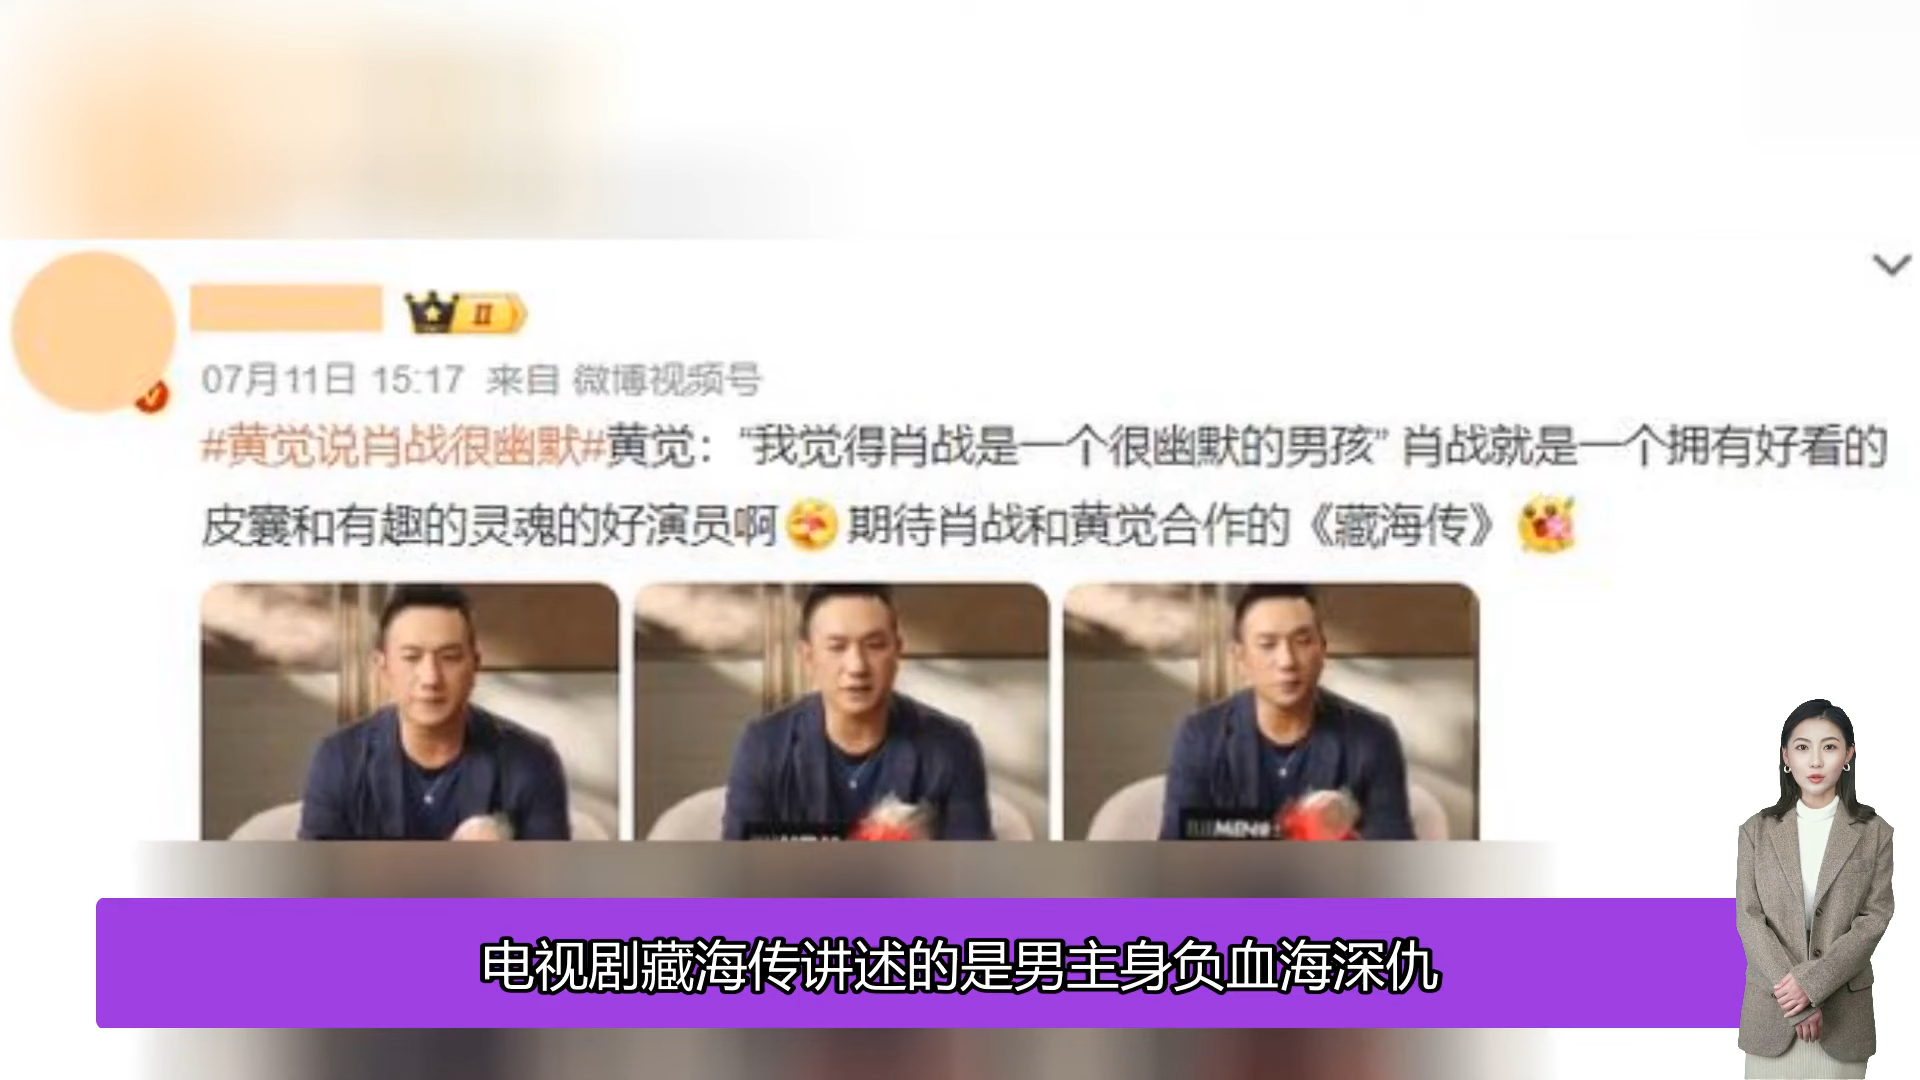 II
07月11日 15:17 来自 微博视频号
#黄觉说肖战很幽默#黄觉：“我觉得肖战是一个很幽默的男孩” 肖战就是一个拥有好看的
皮囊和有趣的灵魂的好演员啊 期待肖战和黄觉合作的《藏海传》
电视剧藏海传讲述的是男主身负血海深仇